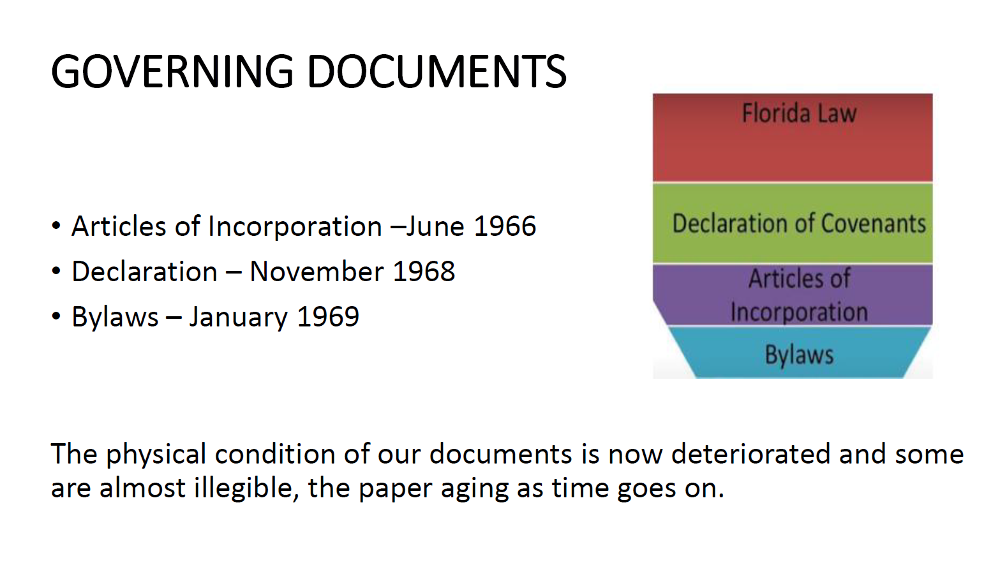 GOVERNING DOCUMENTS
• Articles of Incorporation –June 1966
• Declaration – November 1968
• Bylaws – January 1969
Florida Law
Declaration of Covenants
Articles of
Incorporation
Bylaws
The physical condition of our documents is now deteriorated and some
are almost illegible, the paper aging as time goes on.